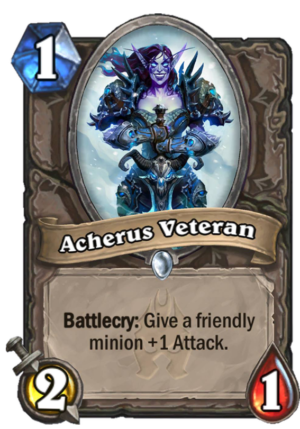 1
Acherus Veteran
Battlecry: Give a friendly
minion +1 Attack.
2
1